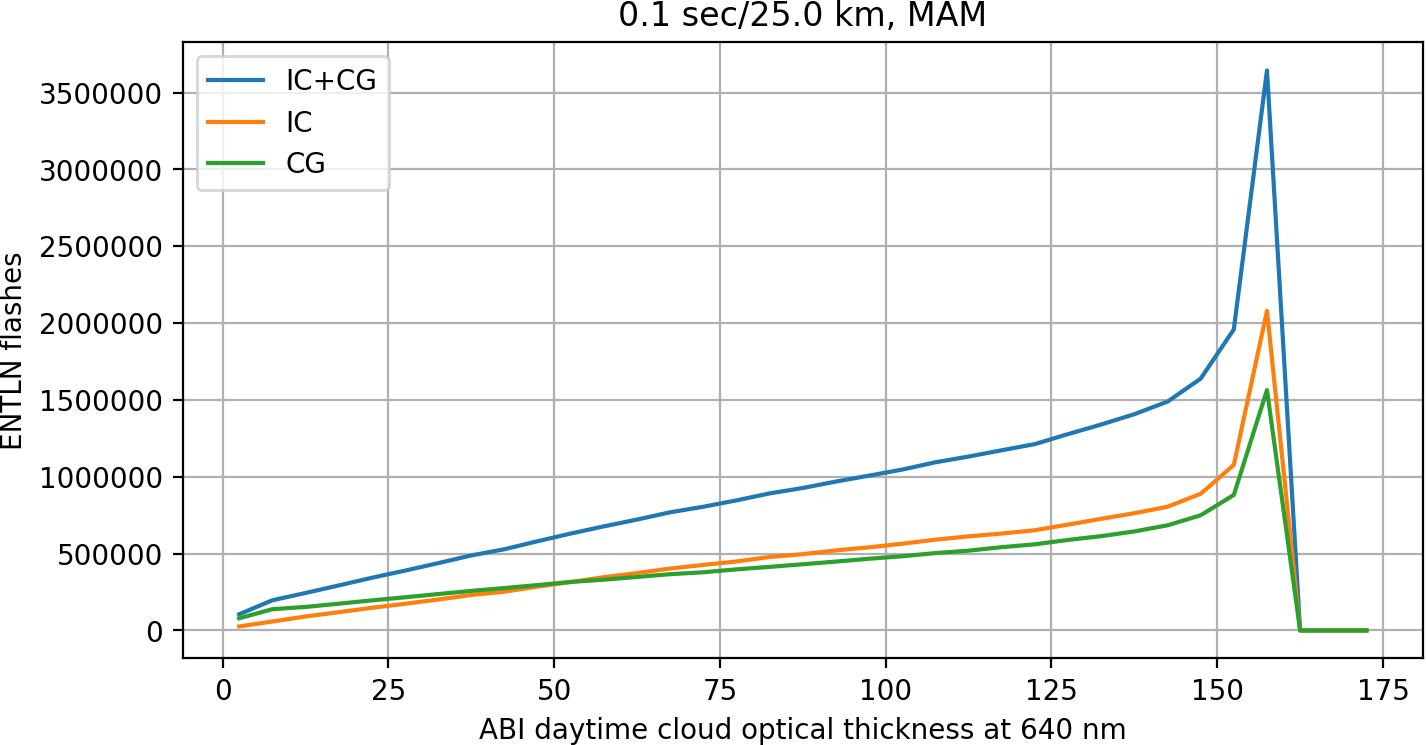 0.1 sec/25.0 km, MAM
IC+CG
IC
CG
3500000
3000000
2500000
2000000
1500000
1000000
500000
0
ENTLN flashes
0 25 50 75 100 125 150 175
ABI daytime cloud optical thickness at 640 nm